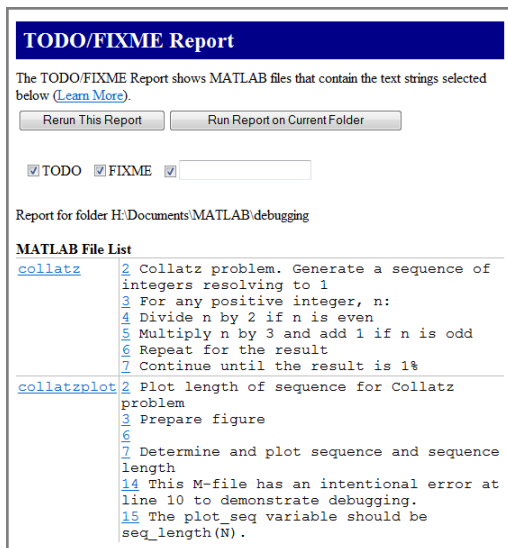 TODO/FIXME Report
The TODO/FIXME Report shows MATLAB files that contain the text strings selected
below (Learn More).
Rerun This Report Run Report on Current Folder
TODO FIXME
Report for folder H:\Documents\MATLAB\debugging
MATLAB File List
collatz 2 Collatz problem. Generate a sequence of
integers resolving to 1
3 For any positive integer, n:
4 Divide n by 2 if n is even
5 Multiply n by 3 and add 1 if n is odd
6 Repeat for the result
7 Continue until the result is 1%
collatzplot 2 Plot length of sequence for Collatz
problem
3 Prepare figure
6
7 Determine and plot sequence and sequence
length
14 This M-file has an intentional error at
line 10 to demonstrate debugging.
15 The plot_seq variable should be
seq_length(N).